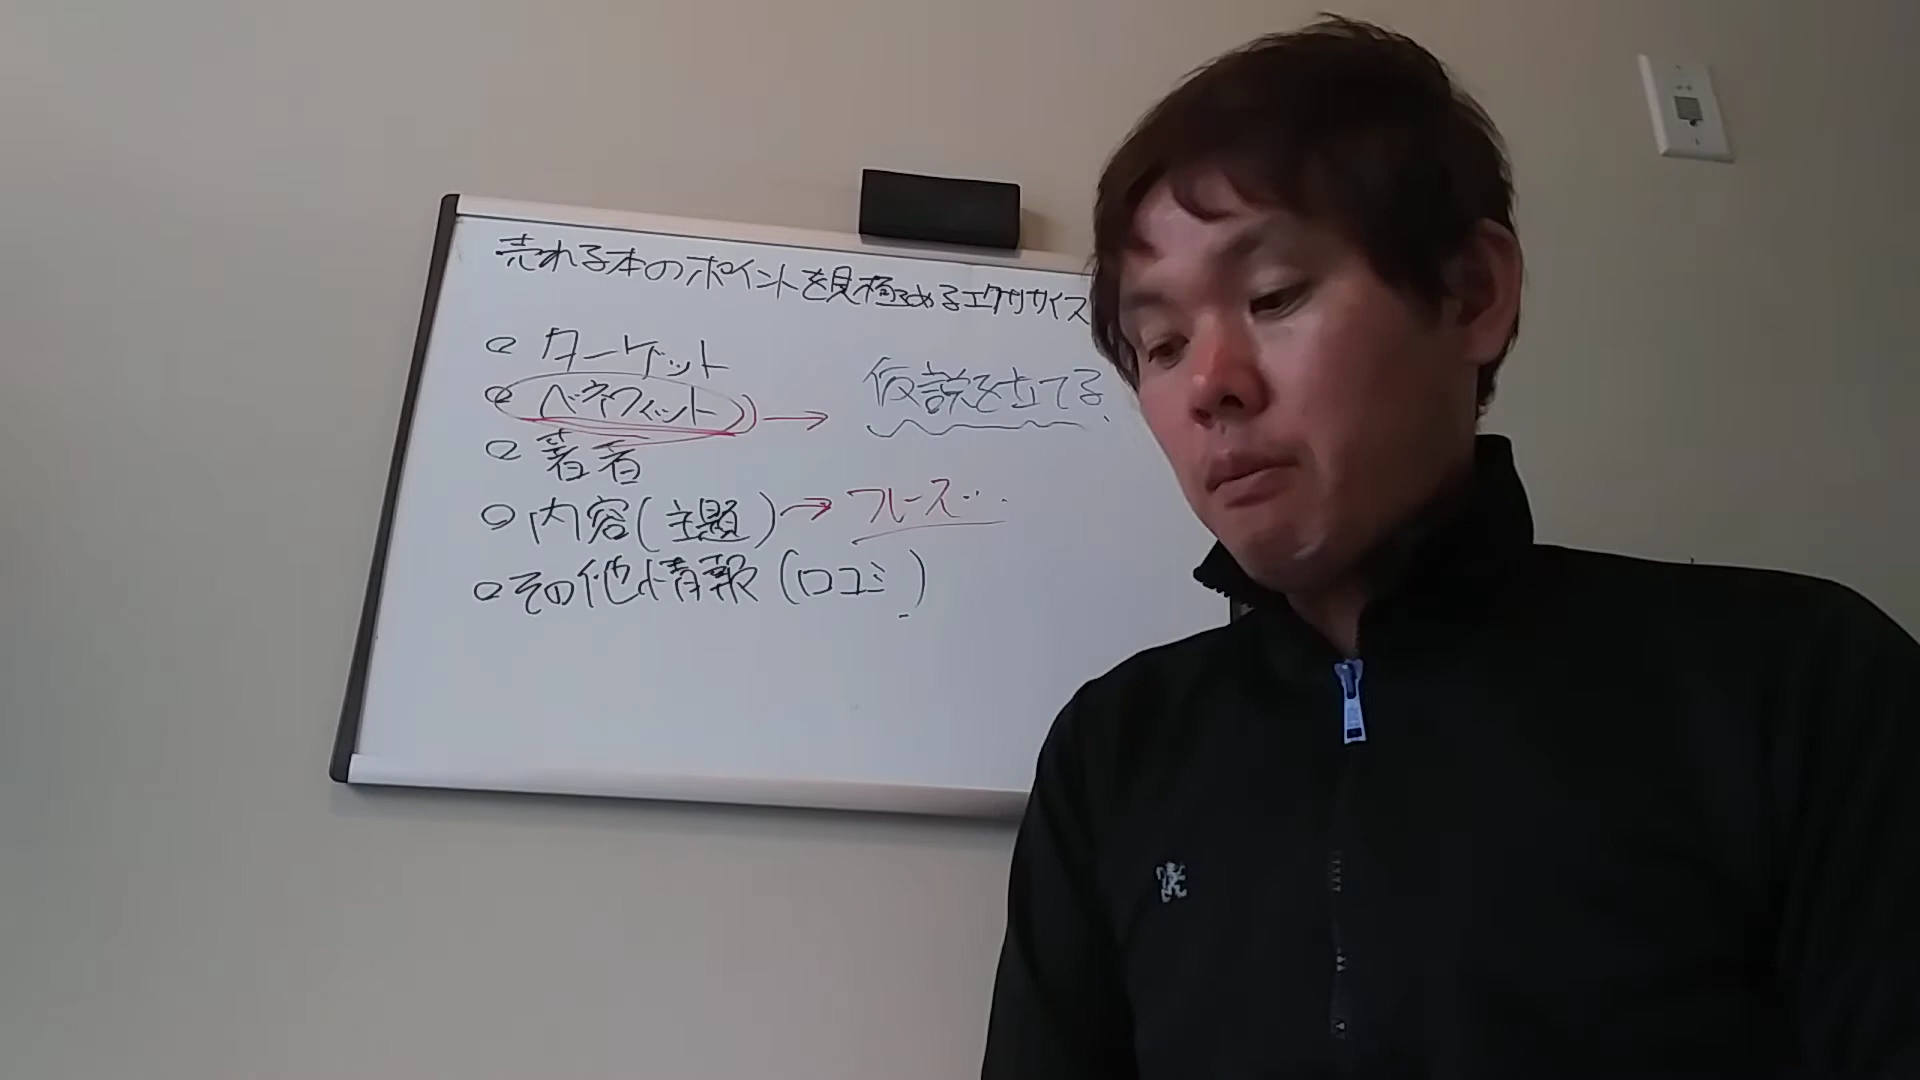 売れる本のポイントを見極めるエクササイズ
ターゲット
ベネフィット → 仮説を立てる、
著者
内容(主題) → フレーズ…
その他情報(口コミ)